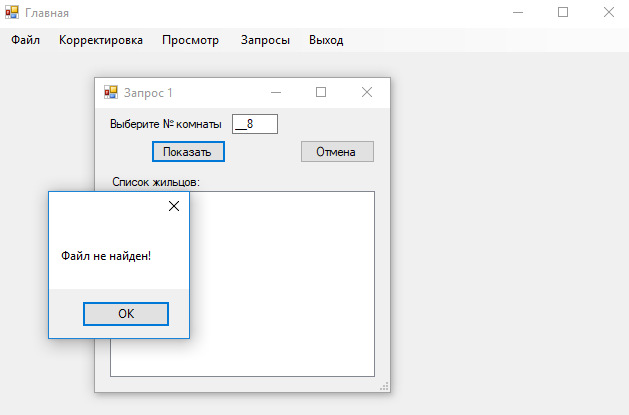 Главная
Файл Корректировка Просмотр Запросы Выход
Запрос 1
Выберите № комнаты __8
Показать Отмена
Список жильцов:
Файл не найден!
OK